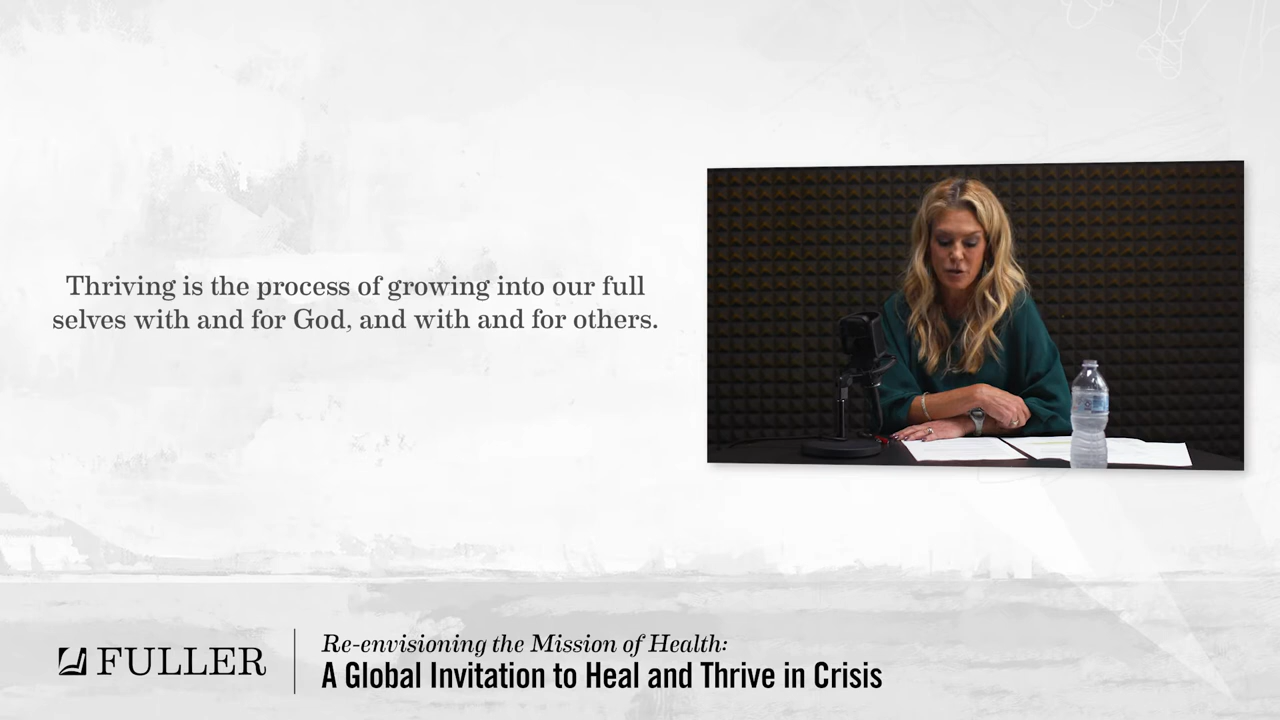 Thriving is the process of growing into our full
selves with and for God, and with and for others.
FULLER
Re-envisioning the Mission of Health:
A Global Invitation to Heal and Thrive in Crisis